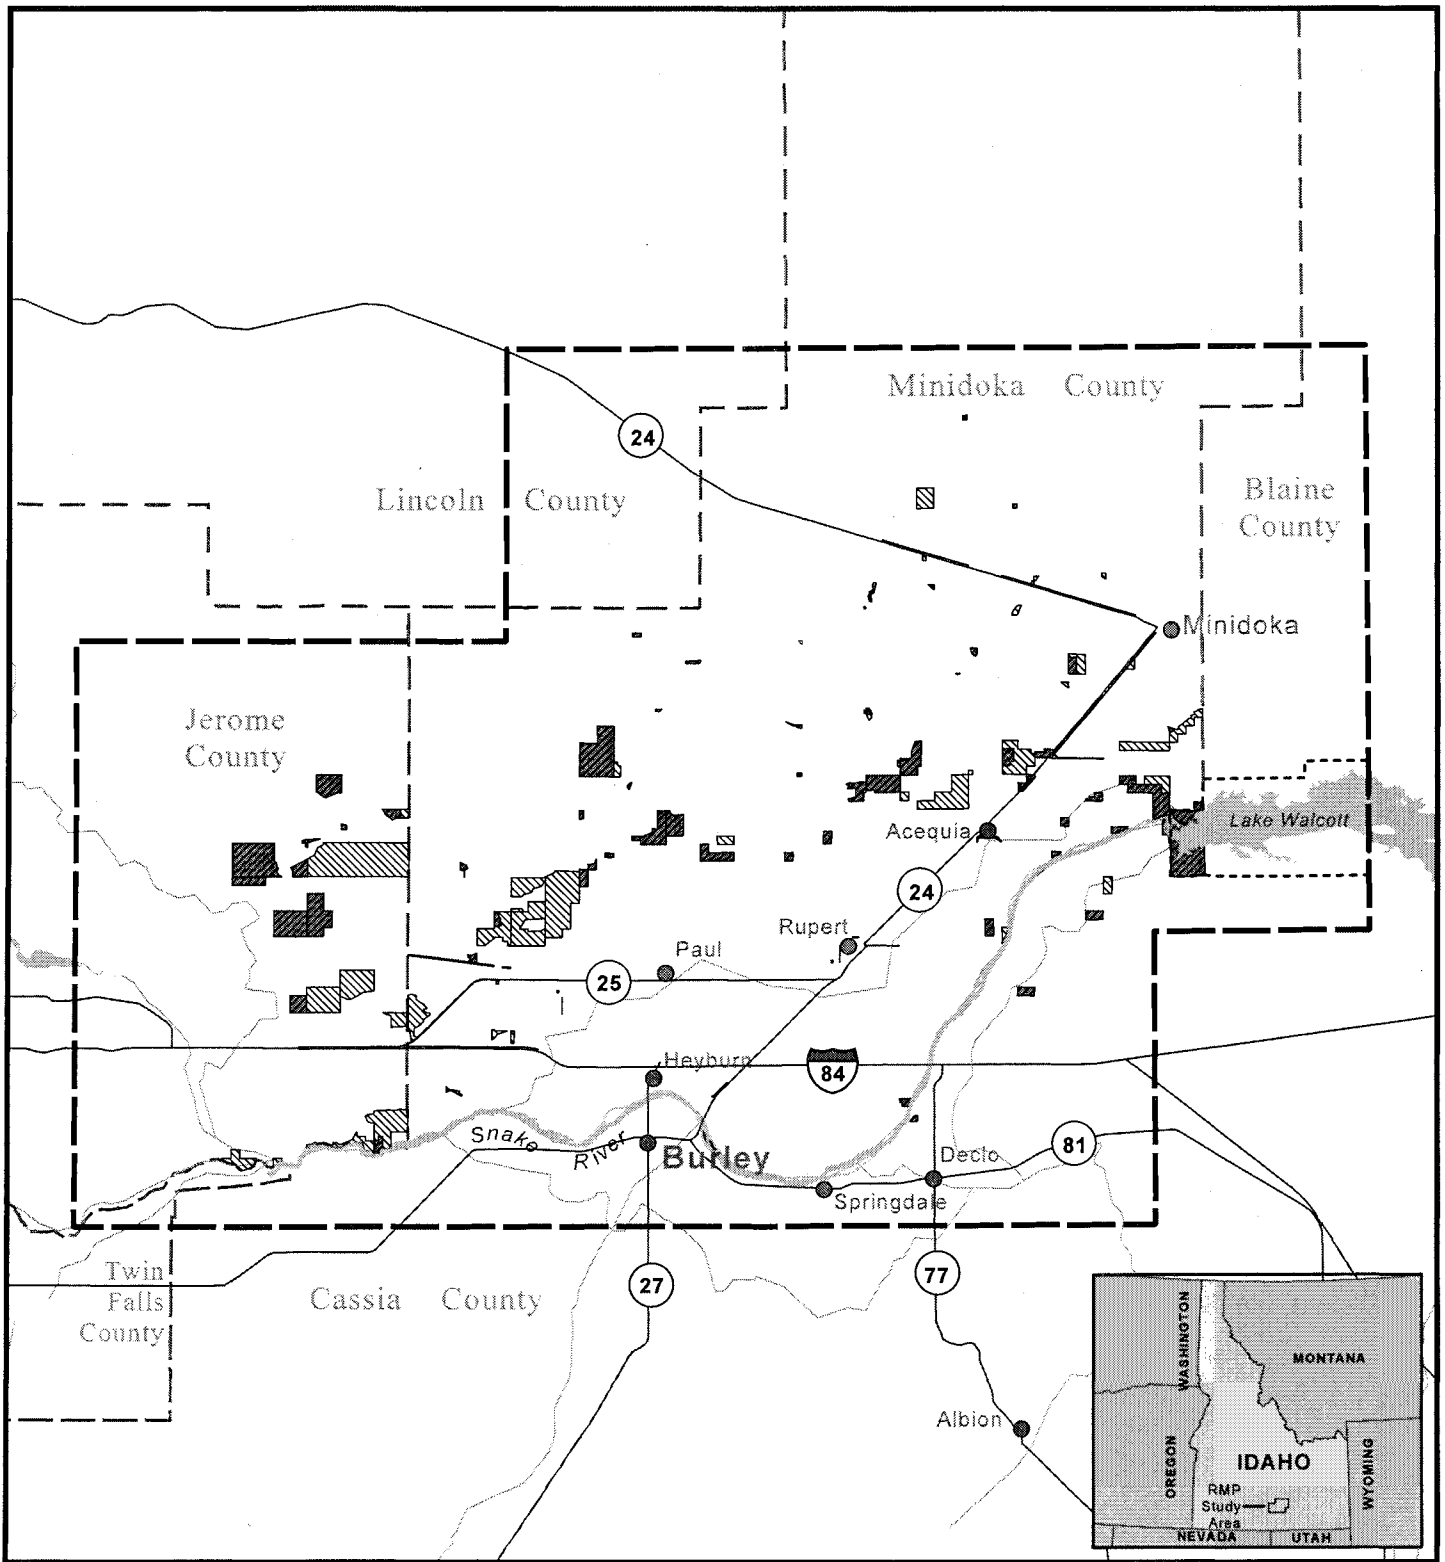 Minidoka County
24
Lincoln County
Blaine
County
Minidoka
Jerome
County
Lake Walcott
Acequia
24
Rupert
Paul
25
Heyburn
84
Snake River
Burley
Declo
81
Springdale
Twin
Falls
County
Cassia County
27
77
Albion
WASHINGTON
MONTANA
OREGON
IDAHO
WYOMING
RMP
Study
Area
NEVADA
UTAH